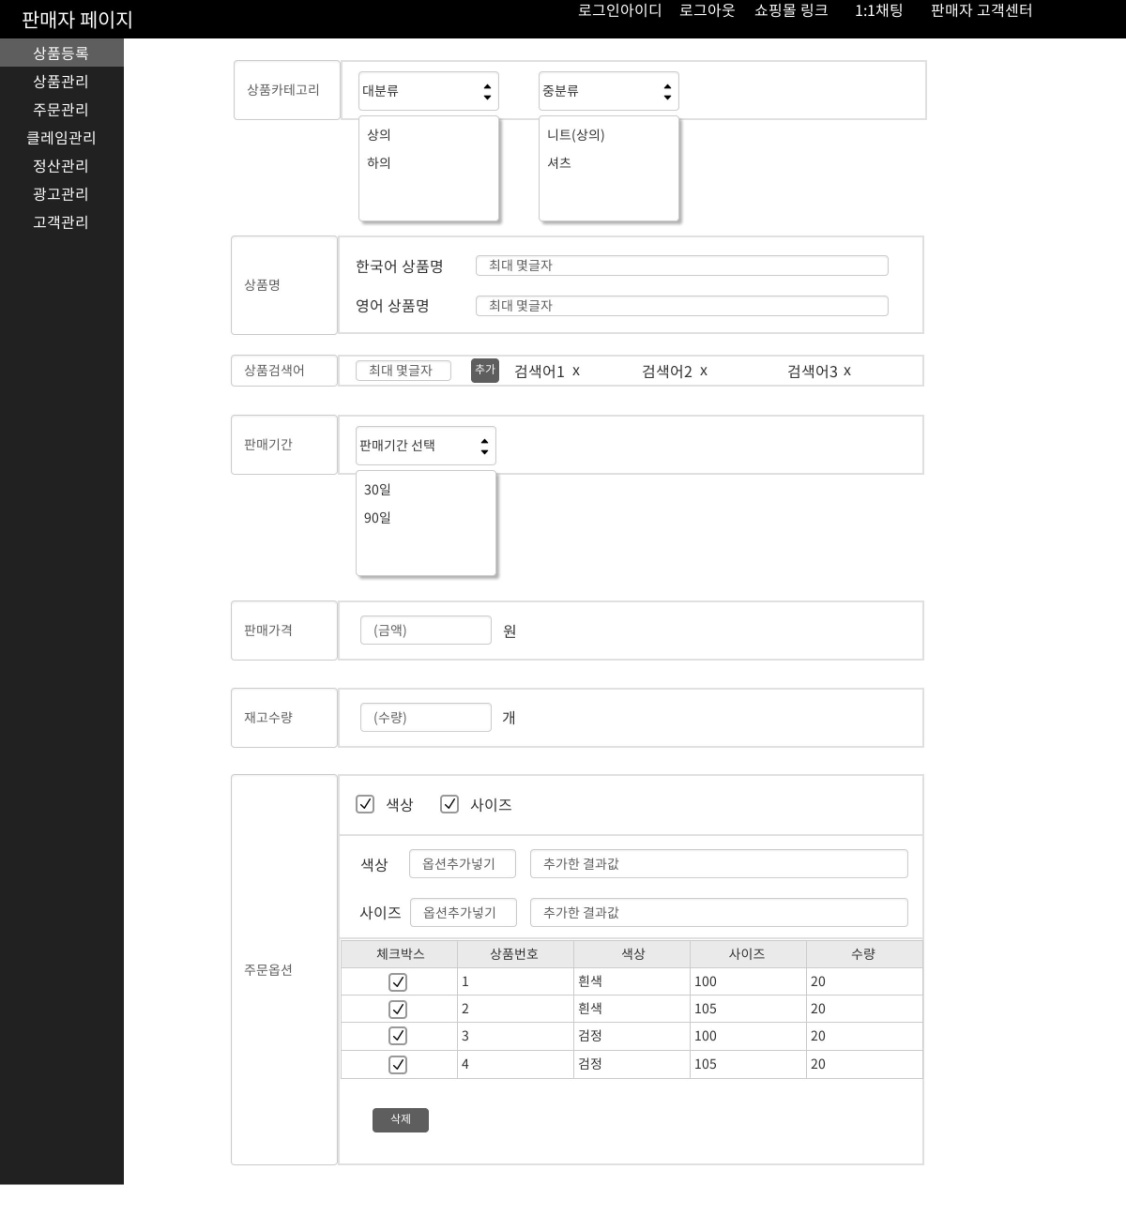 판매자 페이지
로그인아이디 로그아웃 쇼핑몰 링크 1:1채팅 판매자 고객센터
상품등록
상품관리
주문관리
클레임관리
정산관리
광고관리
고객관리
상품카테고리 대분류 중분류
상의 니트(상의)
하의 셔츠
상품명
한국어 상품명 최대 몇글자
영어 상품명 최대 몇글자
상품검색어 최대 몇글자 추가 검색어1 x 검색어2 x 검색어3 x
판매기간 판매기간 선택
30일
90일
판매가격 (금액) 원
재고수량 (수량) 개
주문옵션
색상 사이즈
색상 옵션추가넣기 추가한 결과값
사이즈 옵션추가넣기 추가한 결과값
체크박스 상품번호 색상 사이즈 수량
1 흰색 100 20
2 흰색 105 20
3 검정 100 20
4 검정 105 20
삭제